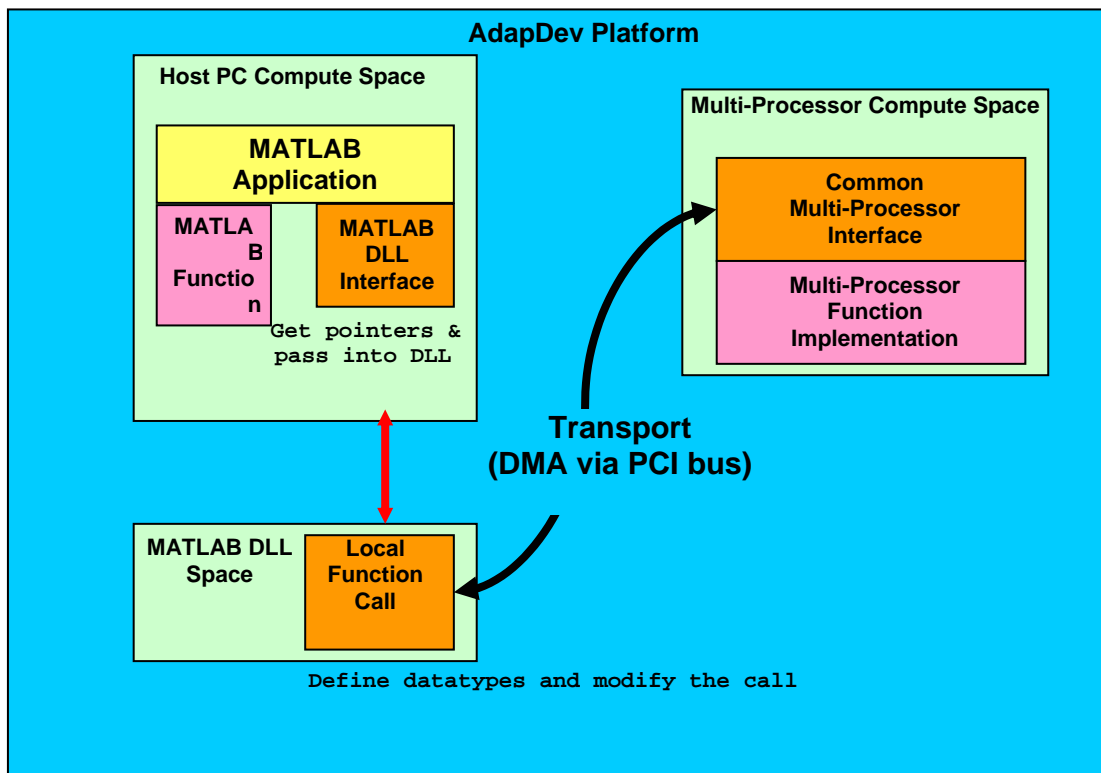 AdapDev Platform
Host PC Compute Space
MATLAB
Application
MATLA
B
Functio
n
MATLAB
DLL
Interface
Get pointers &
pass into DLL
Multi-Processor Compute Space
Common
Multi-Processor
Interface
Multi-Processor
Function
Implementation
Transport
(DMA via PCI bus)
MATLAB DLL
Space
Local
Function
Call
Define datatypes and modify the call